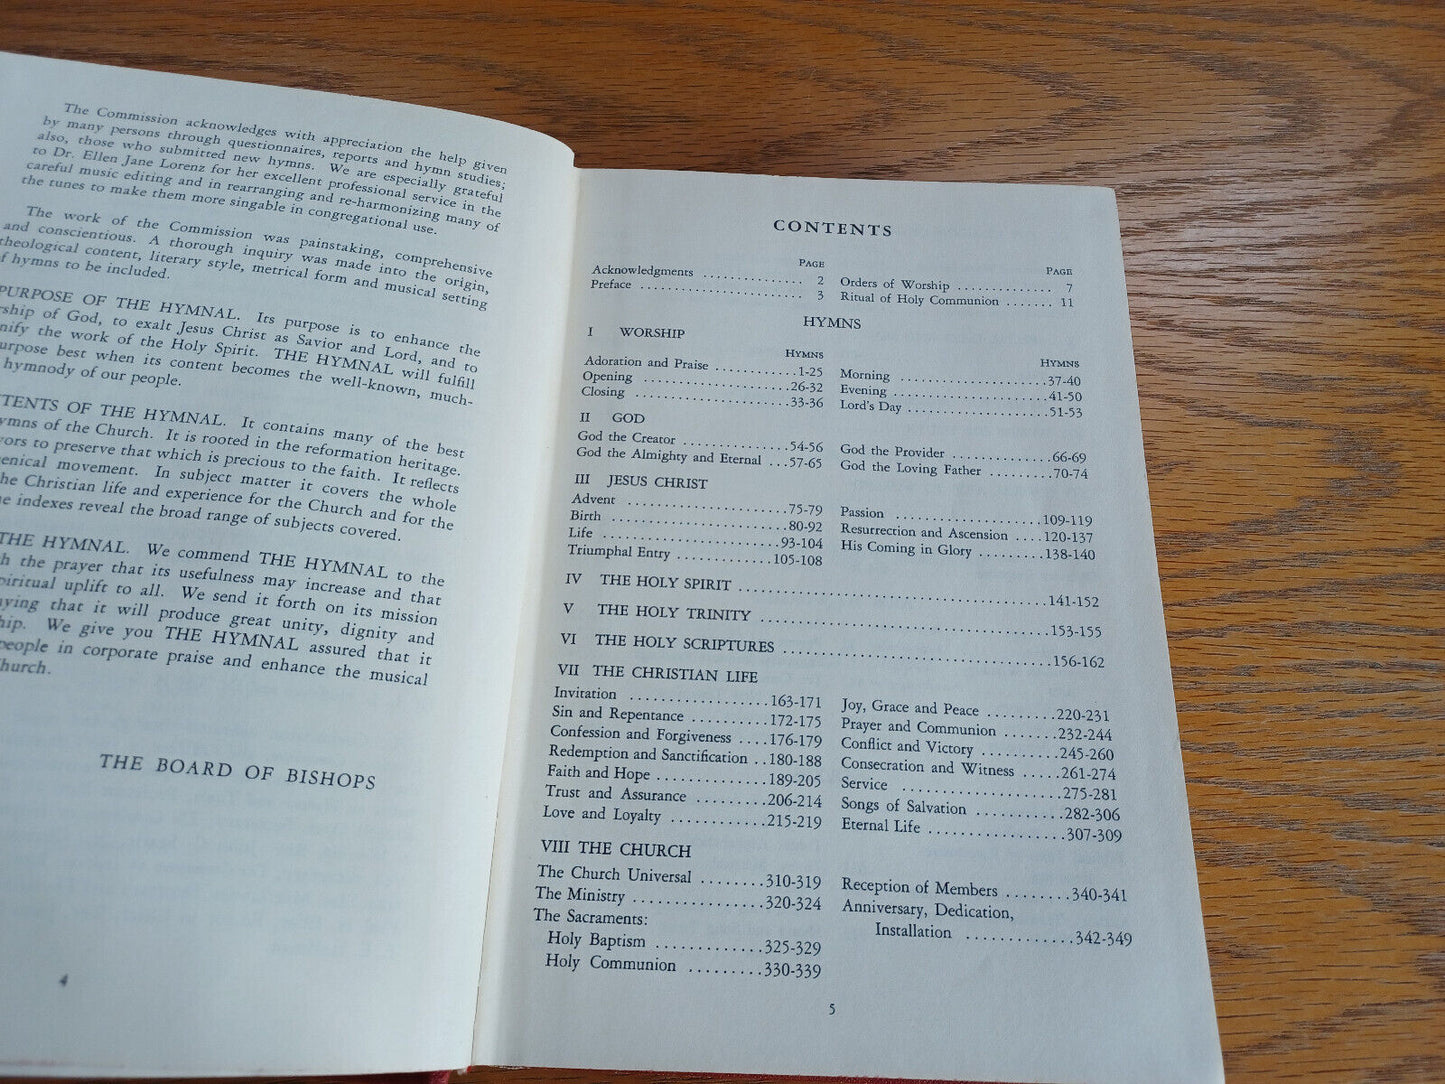 The Commission acknowledges with appreciation the help given
by many persons through questionnaires, reports and hymn studies;
also, those who submitted new hymns. We are especially grateful
to Dr. Ellen Jane Lorenz for her excellent professional service in the
careful music editing and in rearranging and re-harmonizing many of
the tunes to make them more singable in congregational use.
The work of the Commission was painstaking, comprehensive
and conscientious. A thorough inquiry was made into the origin,
theological content, literary style, metrical form and musical setting
of hymns to be included.
PURPOSE OF THE HYMNAL. Its purpose is to enhance the
of God, to exalt Jesus Christ as Savior and Lord, and to
the work of the Holy Spirit. THE HYMNAL will fulfill
purpose best when its content becomes the well-known, much-
hymnody of our people.
OF THE HYMNAL. It contains many of the best
hymns of the Church. It is rooted in the reformation heritage.
to preserve that which is precious to the faith. It reflects
movement. In subject matter it covers the whole
the Christian life and experience for the Church and for the
indexes reveal the broad range of subjects covered.
THE HYMNAL. We commend THE HYMNAL to the
the prayer that its usefulness may increase and that
spiritual uplift to all. We send it forth on its mission
that it will produce great unity, dignity and
We give you THE HYMNAL assured that it
people in corporate praise and enhance the musical
church.
THE BOARD OF BISHOPS
4
CONTENTS
PAGE PAGE
Acknowledgments .......... 2 Orders of Worship .......... 7
Preface .......... 3 Ritual of Holy Communion .......... 11
HYMNS
I WORSHIP
HYMNS HYMNS
Adoration and Praise .......... 1-25 Morning .......... 37-40
Opening .......... 26-32 Evening .......... 41-50
Closing .......... 33-36 Lord's Day .......... 51-53
II GOD
God the Creator .......... 54-56 God the Provider .......... 66-69
God the Almighty and Eternal ... 57-65 God the Loving Father .......... 70-74
III JESUS CHRIST
Advent .......... 75-79 Passion .......... 109-119
Birth .......... 80-92 Resurrection and Ascension .......... 120-137
Life .......... 93-104 His Coming in Glory .......... 138-140
Triumphal Entry .......... 105-108
IV THE HOLY SPIRIT .......... 141-152
V THE HOLY TRINITY .......... 153-155
VI THE HOLY SCRIPTURES .......... 156-162
VII THE CHRISTIAN LIFE
Invitation .......... 163-171 Joy, Grace and Peace .......... 220-231
Sin and Repentance .......... 172-175 Prayer and Communion .......... 232-244
Confession and Forgiveness .... 176-179 Conflict and Victory .......... 245-260
Redemption and Sanctification .. 180-188 Consecration and Witness .......... 261-274
Faith and Hope .......... 189-205 Service .......... 275-281
Trust and Assurance .......... 206-214 Songs of Salvation .......... 282-306
Love and Loyalty .......... 215-219 Eternal Life .......... 307-309
VIII THE CHURCH
The Church Universal .......... 310-319 Reception of Members .......... 340-341
The Ministry .......... 320-324 Anniversary, Dedication,
The Sacraments: Installation .......... 342-349
Holy Baptism .......... 325-329
Holy Communion .......... 330-339
5